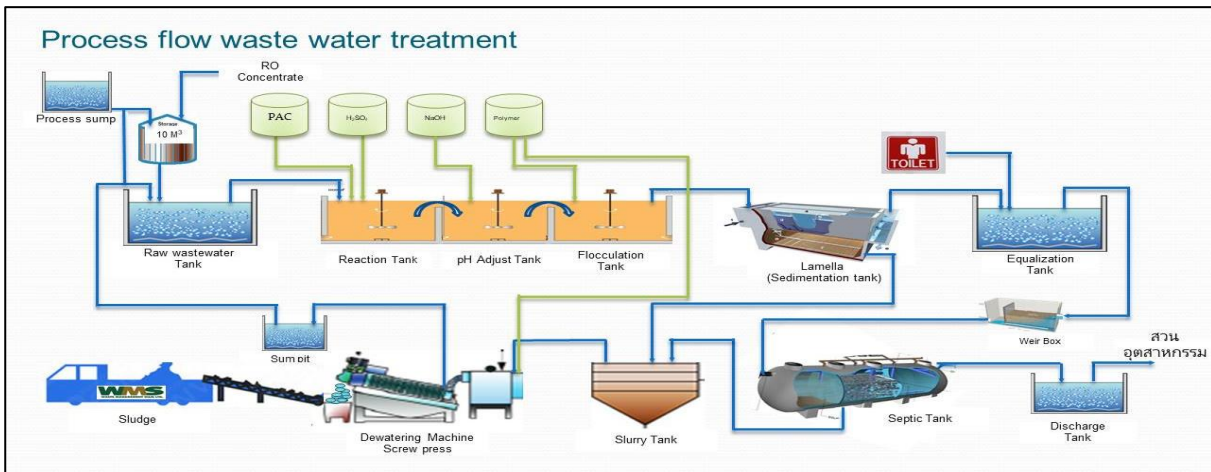 Process flow waste water treatment
RO
Concentrate
Process sump
Storage
10 M3
PAC
H₂SO₄
NaOH
Polymer
TOILET
Raw wastewater
Tank
Reaction Tank
pH Adjust Tank
Flocculation
Tank
Lamella
(Sedimentation tank)
Equalization
Tank
Weir Box
Sum pit
สวน
อุตสาหกรรม
WMS
Sludge
Dewatering Machine
Screw press
Slurry Tank
Septic Tank
Discharge
Tank